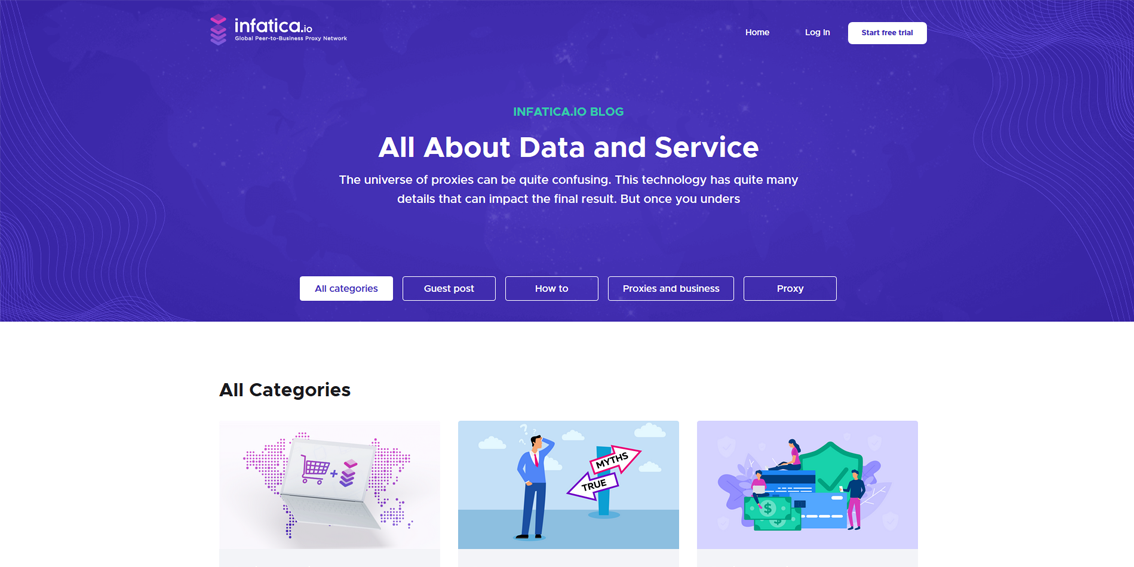 infatica.io
Global Peer-to-Business Proxy Network
Home
Log In
Start free trial
INFATICA.IO BLOG
All About Data and Service
The universe of proxies can be quite confusing. This technology has quite many
details that can impact the final result. But once you unders
All categories
Guest post
How to
Proxies and business
Proxy
All Categories
MYTHS
TRUE